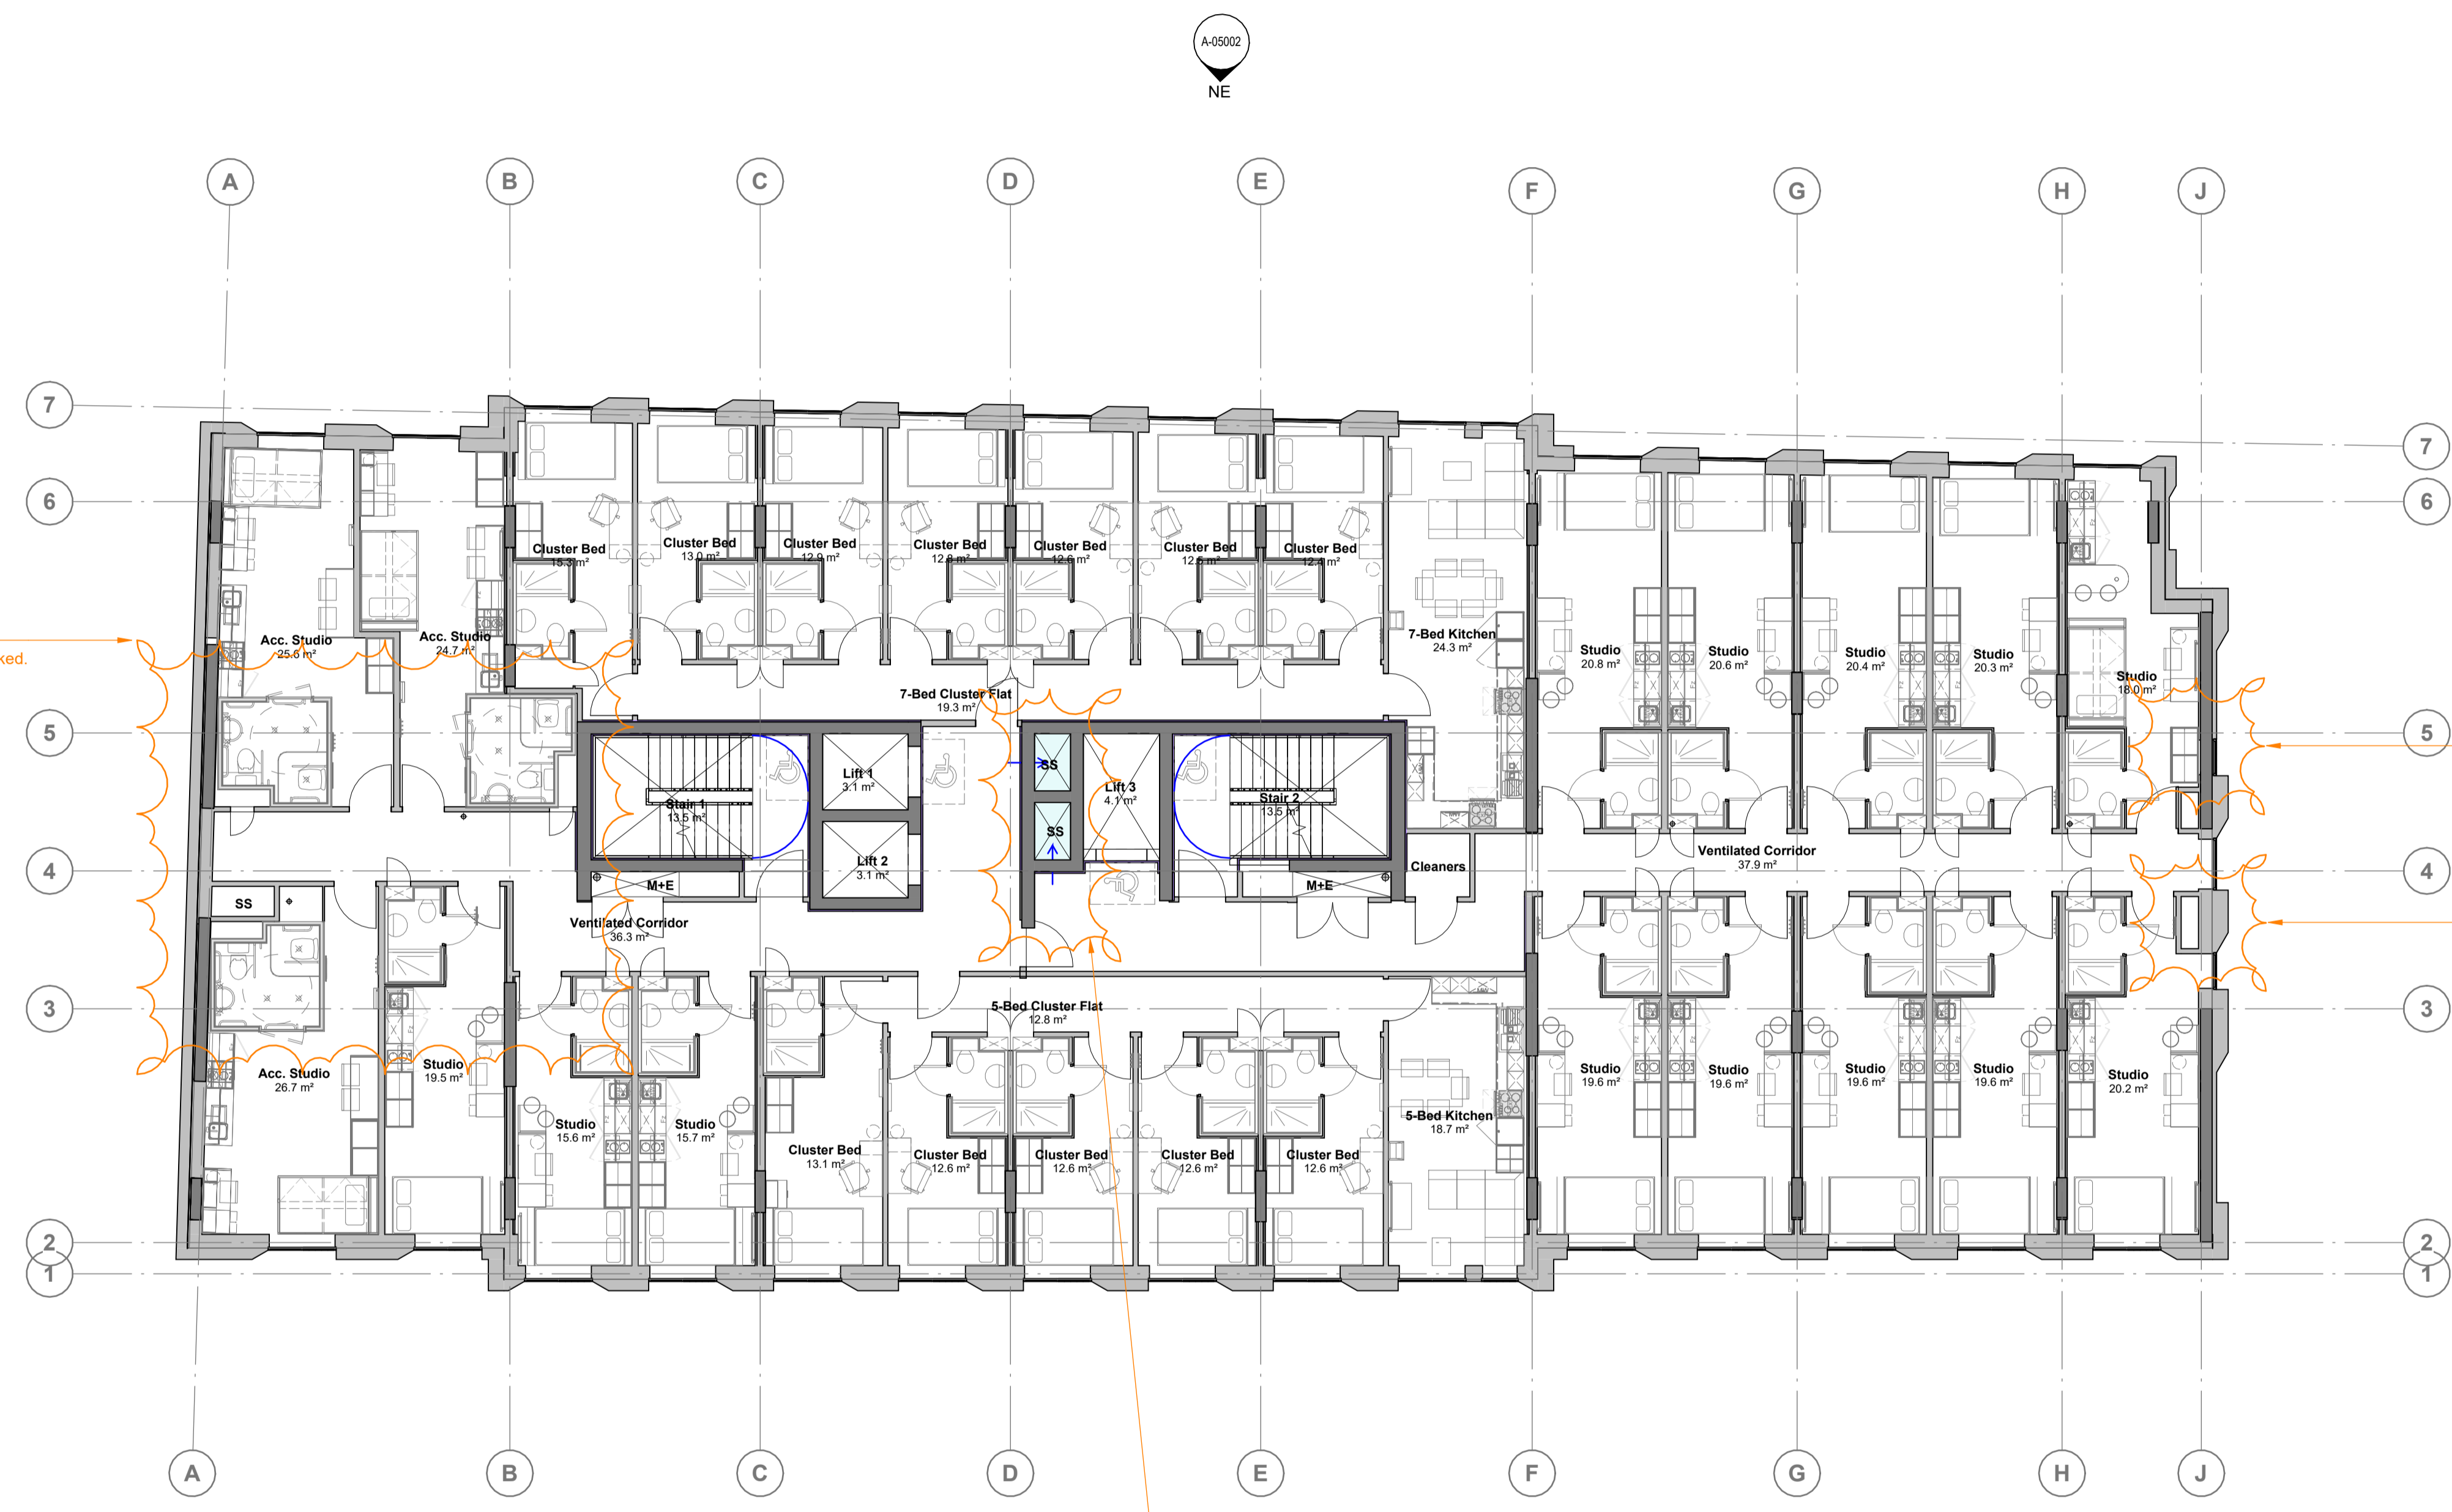 A-05002
NE
A
B
C
D
E
F
G
H
J
7
7
6
6
Cluster Bed
15.3 m²
Cluster Bed
13.0 m²
Cluster Bed
12.9 m²
Cluster Bed
12.8 m²
Cluster Bed
12.6 m²
Cluster Bed
12.5 m²
Cluster Bed
12.4 m²
Acc. Studio
25.6 m²
Acc. Studio
24.7 m²
7-Bed Kitchen
24.3 m²
Studio
20.8 m²
Studio
20.6 m²
Studio
20.4 m²
Studio
20.3 m²
Studio
18.0 m²
ked.
7-Bed Cluster Flat
19.3 m²
5
5
SS
Lift 1
3.1 m²
Lift 3
4.1 m²
Stair 1
13.5 m²
Stair 2
13.5 m²
SS
Ventilated Corridor
37.9 m²
4
4
Lift 2
3.1 m²
Cleaners
M+E
M+E
SS
Ventilated Corridor
36.3 m²
3
3
5-Bed Cluster Flat
12.8 m²
Acc. Studio
26.7 m²
Studio
19.5 m²
Studio
19.6 m²
Studio
19.6 m²
Studio
19.6 m²
Studio
19.6 m²
Studio
20.2 m²
Studio
15.6 m²
Studio
15.7 m²
5-Bed Kitchen
18.7 m²
Cluster Bed
13.1 m²
Cluster Bed
12.6 m²
Cluster Bed
12.6 m²
Cluster Bed
12.6 m²
Cluster Bed
12.6 m²
2
2
1
1
A
B
C
D
E
F
G
H
J